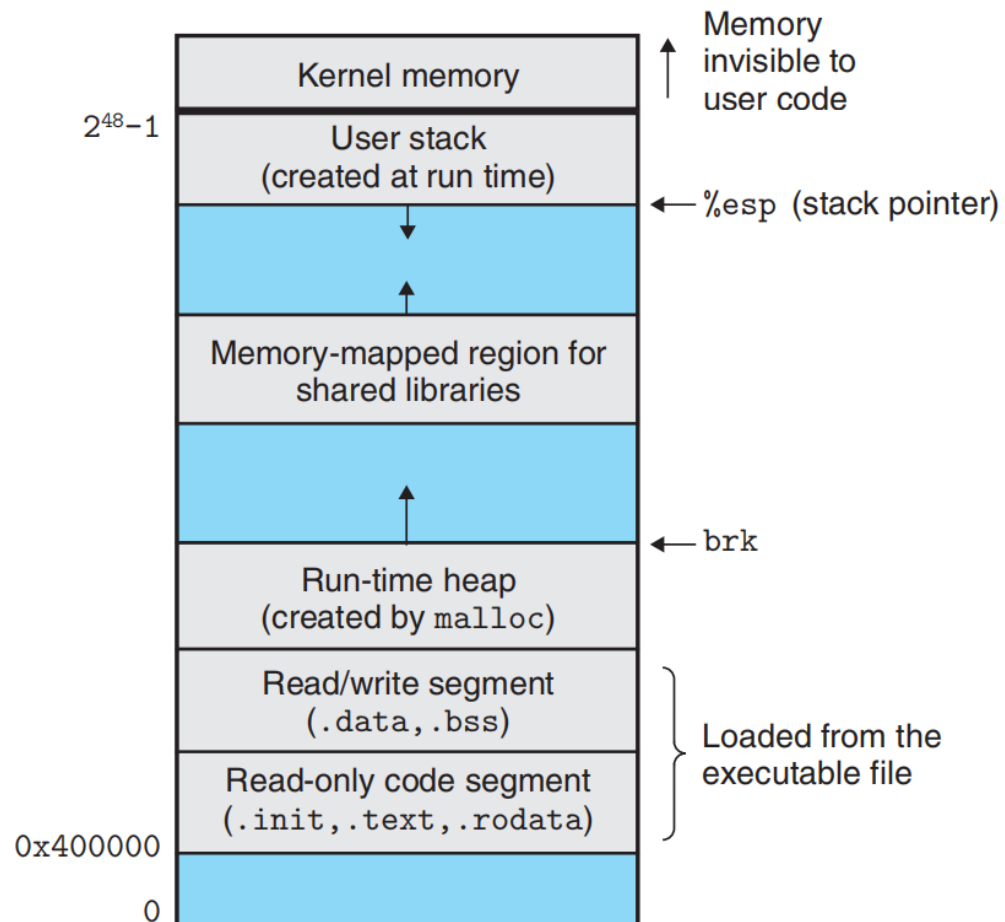 Memory
invisible to
user code
Kernel memory
2⁴⁸−1
User stack
(created at run time)
%esp (stack pointer)
Memory-mapped region for
shared libraries
brk
Run-time heap
(created by malloc)
Read/write segment
(.data,.bss)
Loaded from the
executable file
Read-only code segment
(.init,.text,.rodata)
0x400000
0